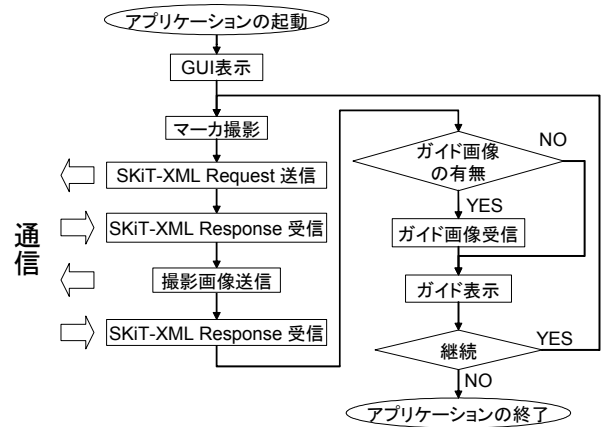 アプリケーションの起動
GUI表示
マーカ撮影
SKiT-XML Request 送信
SKiT-XML Response 受信
撮影画像送信
SKiT-XML Response 受信
通信
ガイド画像
の有無
NO
YES
ガイド画像受信
ガイド表示
継続
YES
NO
アプリケーションの終了